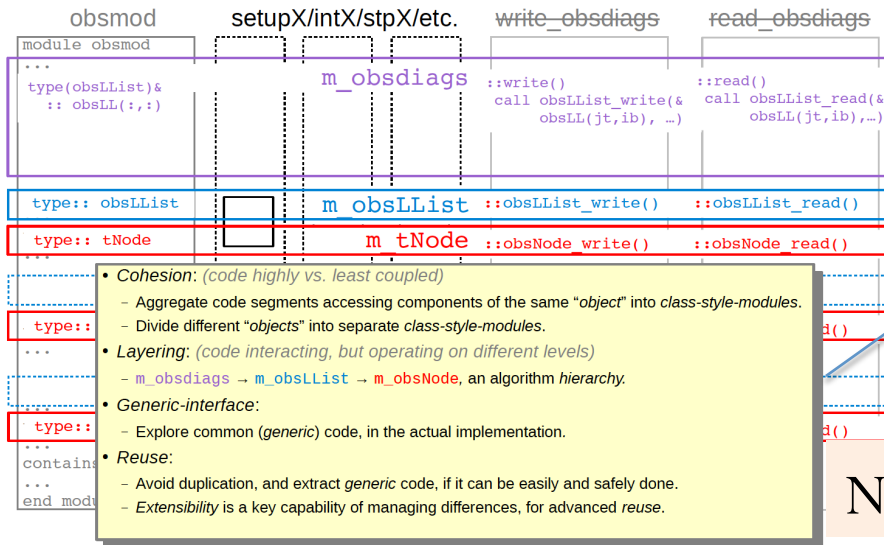 obsmod setupX/intX/stpX/etc. write_obsdiags read_obsdiags
module obsmod
...
type(obsLList)& m_obsdiags ::write() ::read()
:: obsLL(:,:) call obsLList_write(& call obsLList_read(&
obsLL(jt,ib), …) obsLL(jt,ib),…)
type:: obsLList m_obsLList ::obsLList_write() ::obsLList_read()
type:: tNode m_tNode ::obsNode_write() ::obsNode_read()
...
• Cohesion: (code highly vs. least coupled)
– Aggregate code segments accessing components of the same “object” into class-style-modules.
– Divide different “objects” into separate class-style-modules.
type:: d()
...
• Layering: (code interacting, but operating on different levels)
– m_obsdiags → m_obsLList → m_obsNode, an algorithm hierarchy.
• Generic-interface:
...
type:: d()
– Explore common (generic) code, in the actual implementation.
...
• Reuse:
contains
– Avoid duplication, and extract generic code, if it can be easily and safely done.
...
– Extensibility is a key capability of managing differences, for advanced reuse.
end modu
N